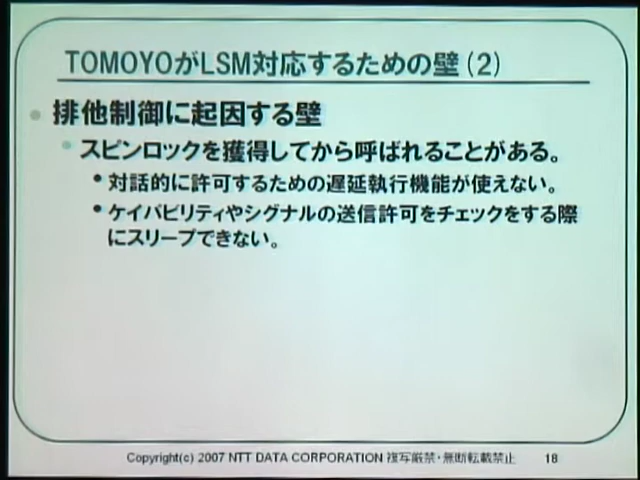 TOMOYOがLSM対応するための壁(2)
排他制御に起因する壁
スピンロックを獲得してから呼ばれることがある。
対話的に許可するための遅延執行機能が使えない。
ケイパビリティやシグナルの送信許可をチェックをする際
にスリープできない。
Copyright(c) 2007 NTT DATA CORPORATION 複写厳禁・無断転載禁止 18